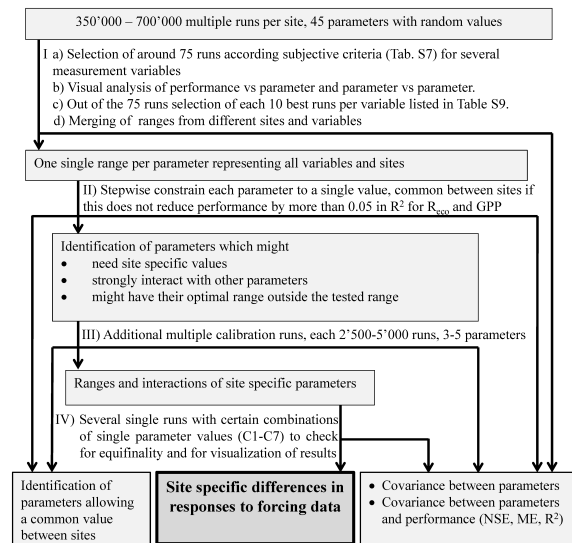 350'000 – 700'000 multiple runs per site, 45 parameters with random values
I a) Selection of around 75 runs according subjective criteria (Tab. S7) for several
measurement variables
b) Visual analysis of performance vs parameter and parameter vs parameter.
c) Out of the 75 runs selection of each 10 best runs per variable listed in Table S9.
d) Merging of ranges from different sites and variables
One single range per parameter representing all variables and sites
II) Stepwise constrain each parameter to a single value, common between sites if
this does not reduce performance by more than 0.05 in R² for Reco and GPP
Identification of parameters which might
• need site specific values
• strongly interact with other parameters
• might have their optimal range outside the tested range
III) Additional multiple calibration runs, each 2'500-5'000 runs, 3-5 parameters
Ranges and interactions of site specific parameters
IV) Several single runs with certain combinations
of single parameter values (C1-C7) to check
for equifinality and for visualization of results
Identification of
parameters allowing
a common value
between sites
Site specific differences in
responses to forcing data
• Covariance between parameters
• Covariance between parameters
and performance (NSE, ME, R²)